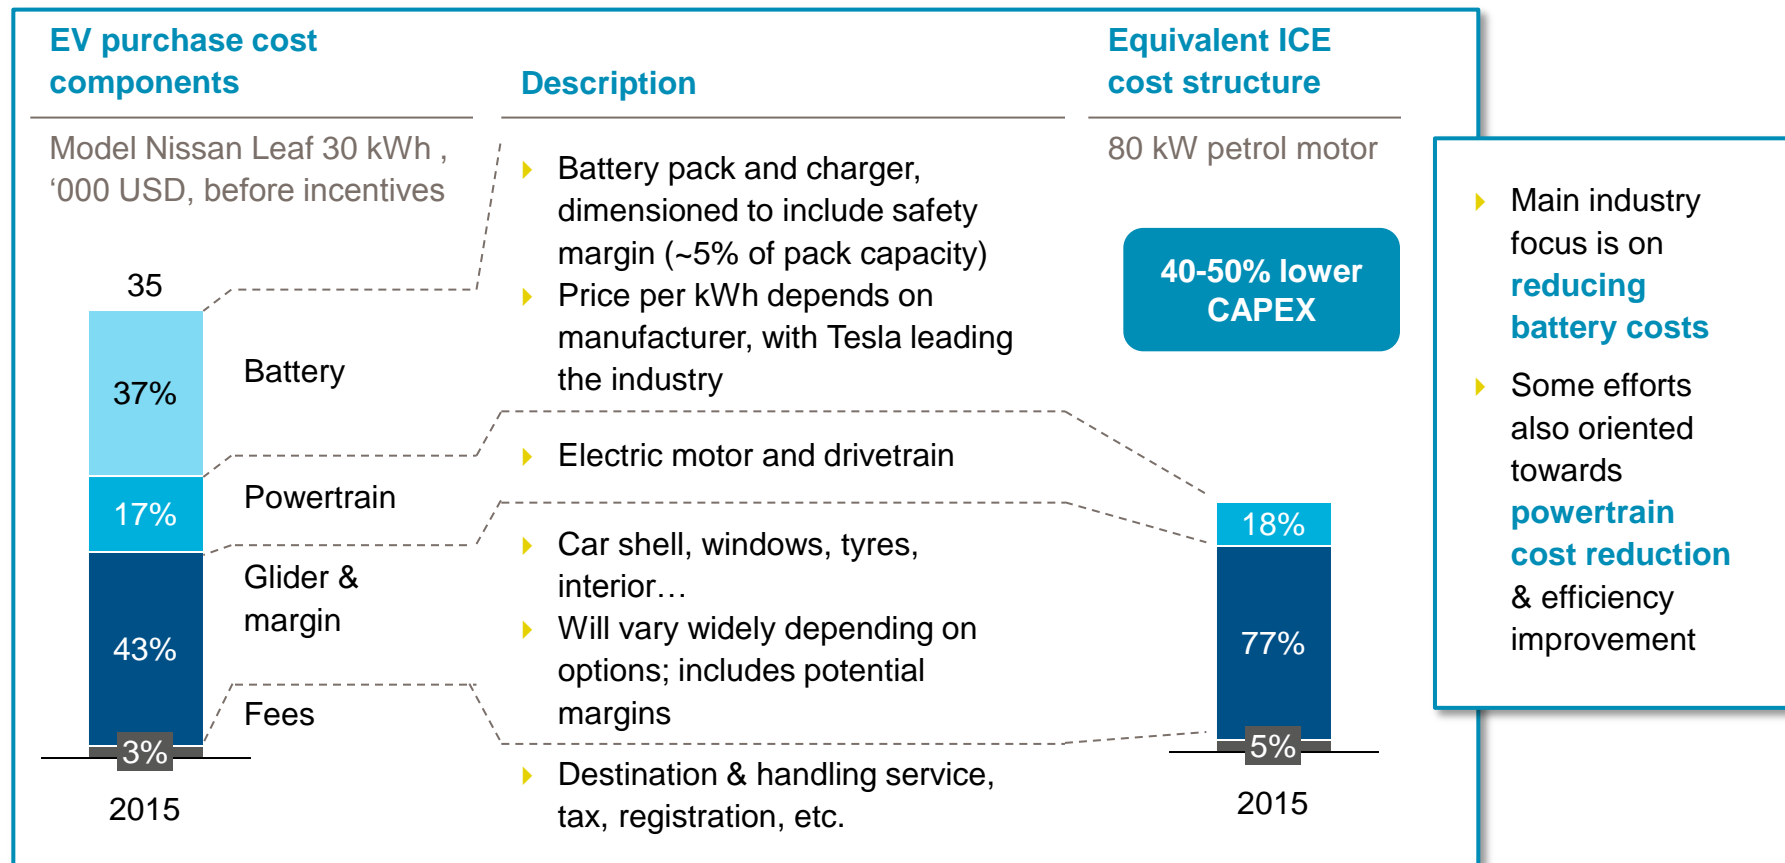 EV purchase cost
components
Model Nissan Leaf 30 kWh ,
‘000 USD, before incentives
35
37%
17%
43%
3%
2015
Battery
Powertrain
Glider &
margin
Fees
Description
Battery pack and charger,
dimensioned to include safety
margin (~5% of pack capacity)
Price per kWh depends on
manufacturer, with Tesla leading
the industry
Electric motor and drivetrain
Car shell, windows, tyres,
interior…
Will vary widely depending on
options; includes potential
margins
Destination & handling service,
tax, registration, etc.
Equivalent ICE
cost structure
80 kW petrol motor
40-50% lower
CAPEX
18%
77%
5%
2015
Main industry
focus is on
reducing
battery costs
Some efforts
also oriented
towards
powertrain
cost reduction
& efficiency
improvement